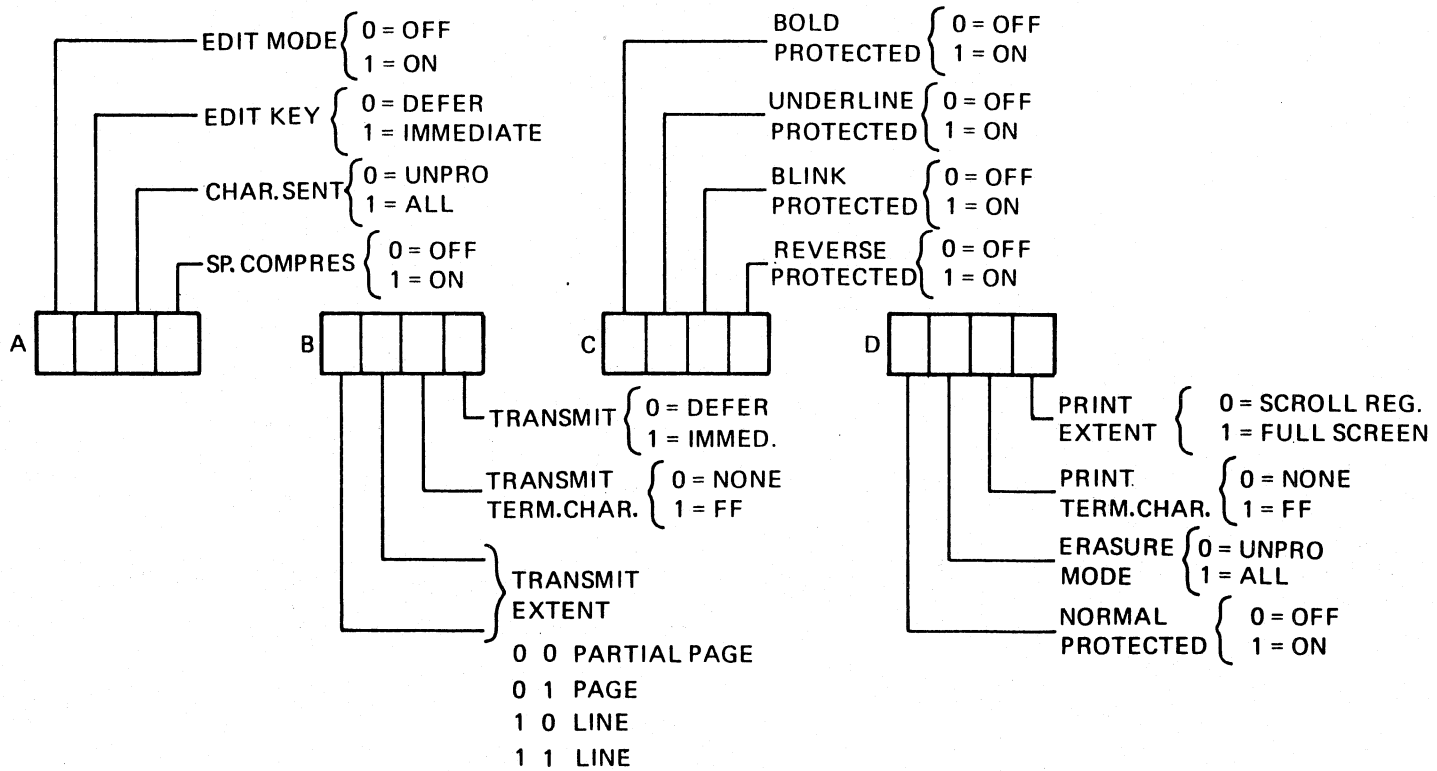 EDIT MODE 0 = OFF
1 = ON
EDIT KEY 0 = DEFER
1 = IMMEDIATE
CHAR.SENT 0 = UNPRO
1 = ALL
SP. COMPRES 0 = OFF
1 = ON
BOLD PROTECTED 0 = OFF
1 = ON
UNDERLINE PROTECTED 0 = OFF
1 = ON
BLINK PROTECTED 0 = OFF
1 = ON
REVERSE PROTECTED 0 = OFF
1 = ON
A
B
C
D
TRANSMIT 0 = DEFER
1 = IMMED.
TRANSMIT 0 = NONE
TERM.CHAR. 1 = FF
TRANSMIT
EXTENT
0 0 PARTIAL PAGE
0 1 PAGE
1 0 LINE
1 1 LINE
PRINT 0 = SCROLL REG.
EXTENT 1 = FULL SCREEN
PRINT 0 = NONE
TERM.CHAR. 1 = FF
ERASURE 0 = UNPRO
MODE 1 = ALL
NORMAL 0 = OFF
PROTECTED 1 = ON